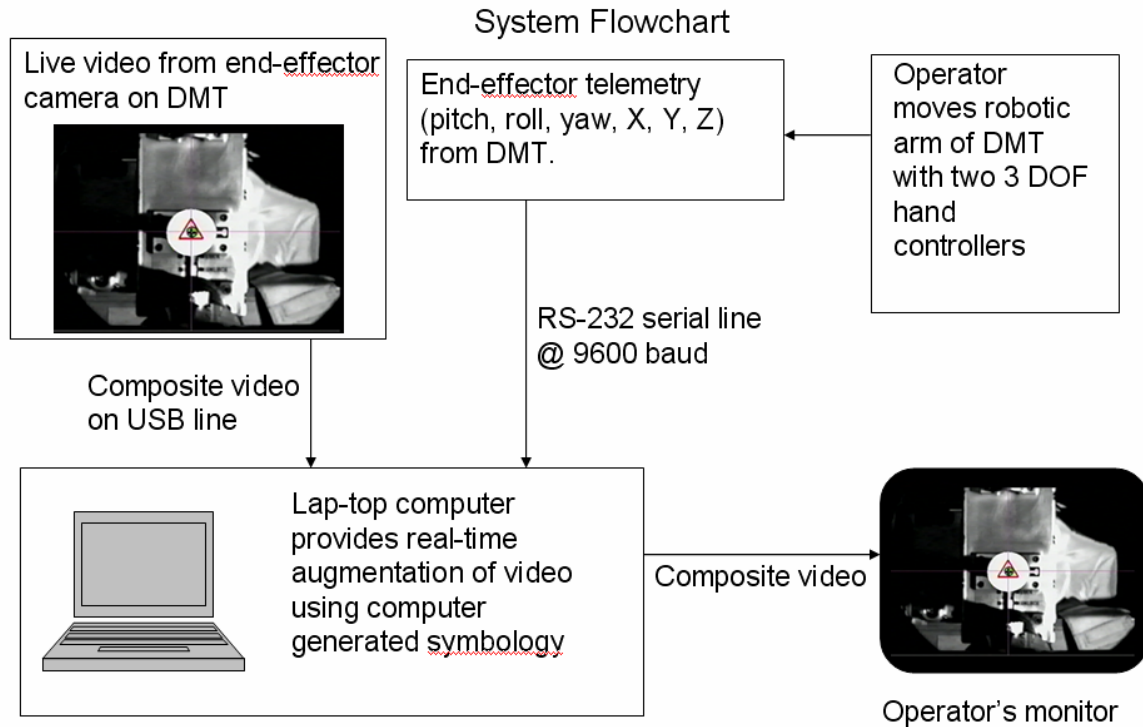 System Flowchart
Live video from end-effector
camera on DMT
End-effector telemetry
(pitch, roll, yaw, X, Y, Z)
from DMT.
Operator
moves robotic
arm of DMT
with two 3 DOF
hand
controllers
RS-232 serial line
@ 9600 baud
Composite video
on USB line
Lap-top computer
provides real-time
augmentation of video
using computer
generated symbology
Composite video
Operator's monitor